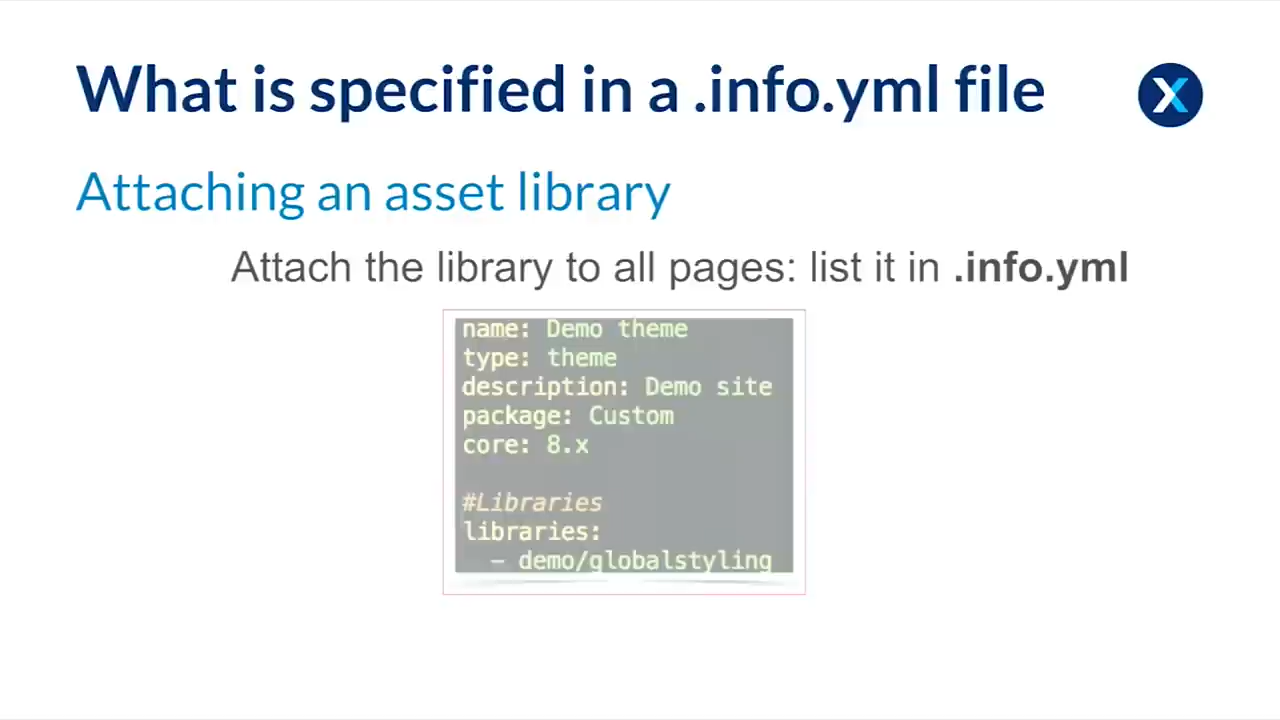 What is specified in a .info.yml file
X
Attaching an asset library
Attach the library to all pages: list it in .info.yml
name: Demo theme
type: theme
description: Demo site
package: Custom
core: 8.x
#Libraries
libraries:
  – demo/globalstyling